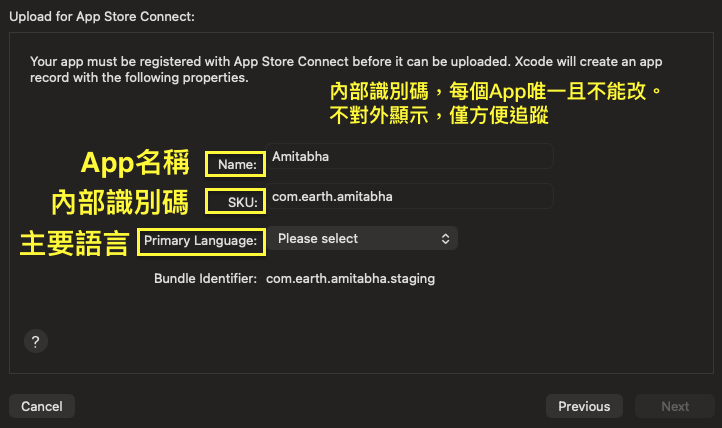 Upload for App Store Connect:
Your app must be registered with App Store Connect before it can be uploaded. Xcode will create an app
record with the following properties.
內部識別碼，每個App唯一且不能改。
不對外顯示，僅方便追蹤
App名稱 Name: Amitabha
內部識別碼 SKU: com.earth.amitabha
主要語言 Primary Language: Please select
Bundle Identifier: com.earth.amitabha.staging
?
Cancel Previous Next